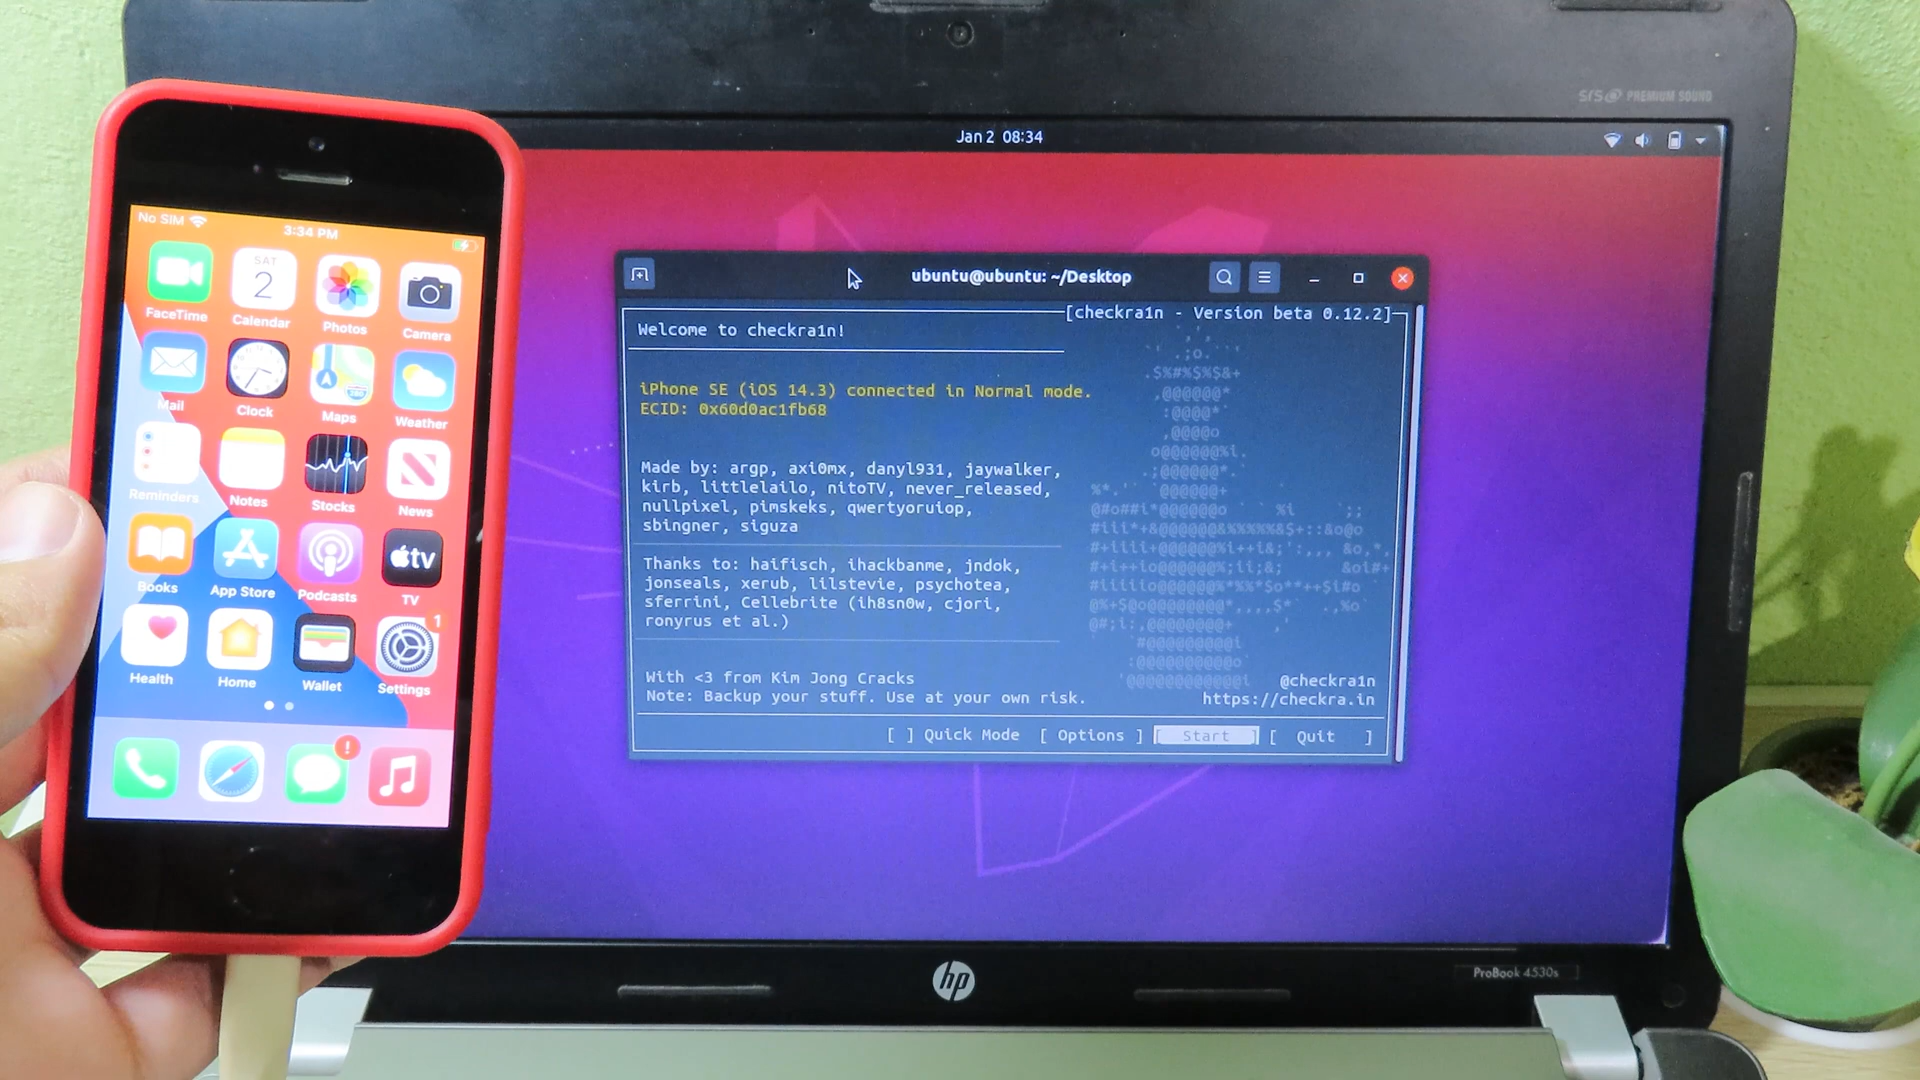 SRS PREMIUM SOUND
Jan 2 08:34
No SIM
3:34 PM
SAT
2
FaceTime
Calendar
Photos
Camera
Mail
Clock
Maps
Weather
Reminders
Notes
Stocks
News
Books
App Store
Podcasts
tv
TV
1
Health
Home
Wallet
Settings
!
ubuntu@ubuntu: ~/Desktop
[checkra1n - Version beta 0.12.2]
Welcome to checkra1n!
iPhone SE (iOS 14.3) connected in Normal mode.
ECID: 0x60d0ac1fb68
Made by: argp, axi0mx, danyl931, jaywalker,
kirb, littlelailo, nitoTV, never_released,
nullpixel, pimskeks, qwertyoruiop,
sbingner, siguza
Thanks to: haifisch, ihackbanme, jndok,
jonseals, xerub, lilstevie, psychotea,
sferrini, Cellebrite (ih8sn0w, cjori,
ronyrus et al.)
With <3 from Kim Jong Cracks
Note: Backup your stuff. Use at your own risk.
@checkra1n
https://checkra.in
[ ] Quick Mode [ Options ] [ Start ] [ Quit ]
hp
ProBook 4530s